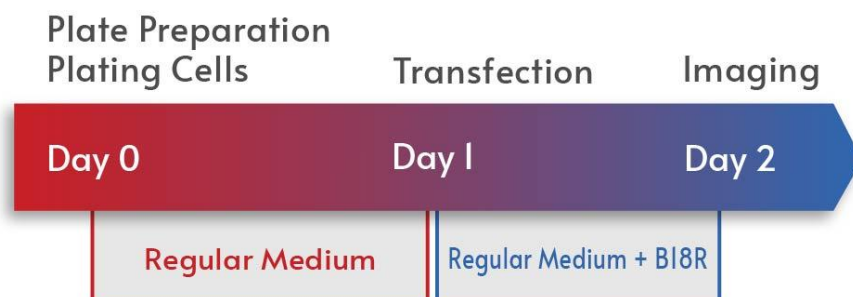 Plate Preparation
Plating Cells
Transfection
Imaging
Day 0
Day 1
Day 2
Regular Medium
Regular Medium + B18R